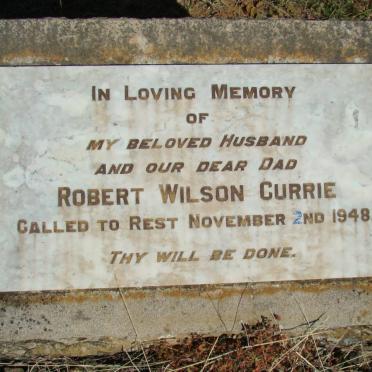 IN LOVING MEMORY
OF
MY BELOVED HUSBAND
AND OUR DEAR DAD
ROBERT WILSON CURRIE
CALLED TO REST NOVEMBER 2ND 1948
THY WILL BE DONE.